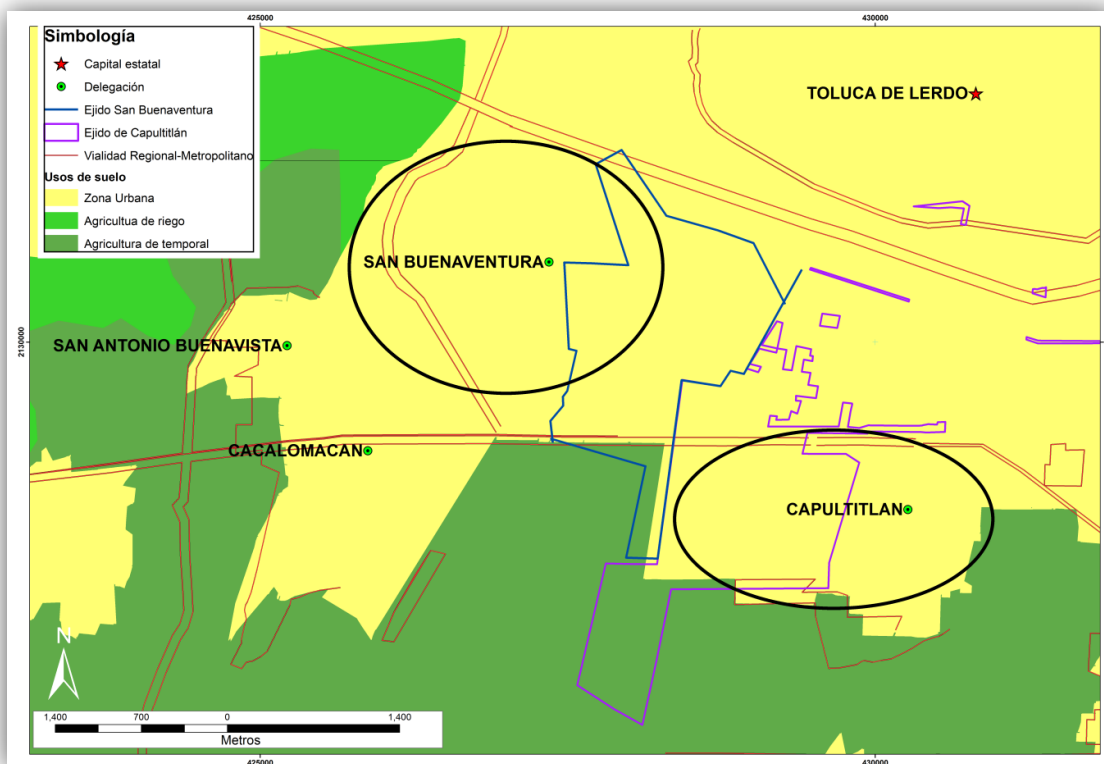 425000
430000
Simbología
Capital estatal
Delegación
Ejido San Buenaventura
Ejido de Capultitlán
Vialidad Regional-Metropolitano
Usos de suelo
Zona Urbana
Agricultua de riego
Agricultura de temporal
TOLUCA DE LERDO
SAN BUENAVENTURA
2130000
2130000
SAN ANTONIO BUENAVISTA
CACALOMACAN
CAPULTITLAN
N
1,400 700 0 1,400
Metros
425000
430000